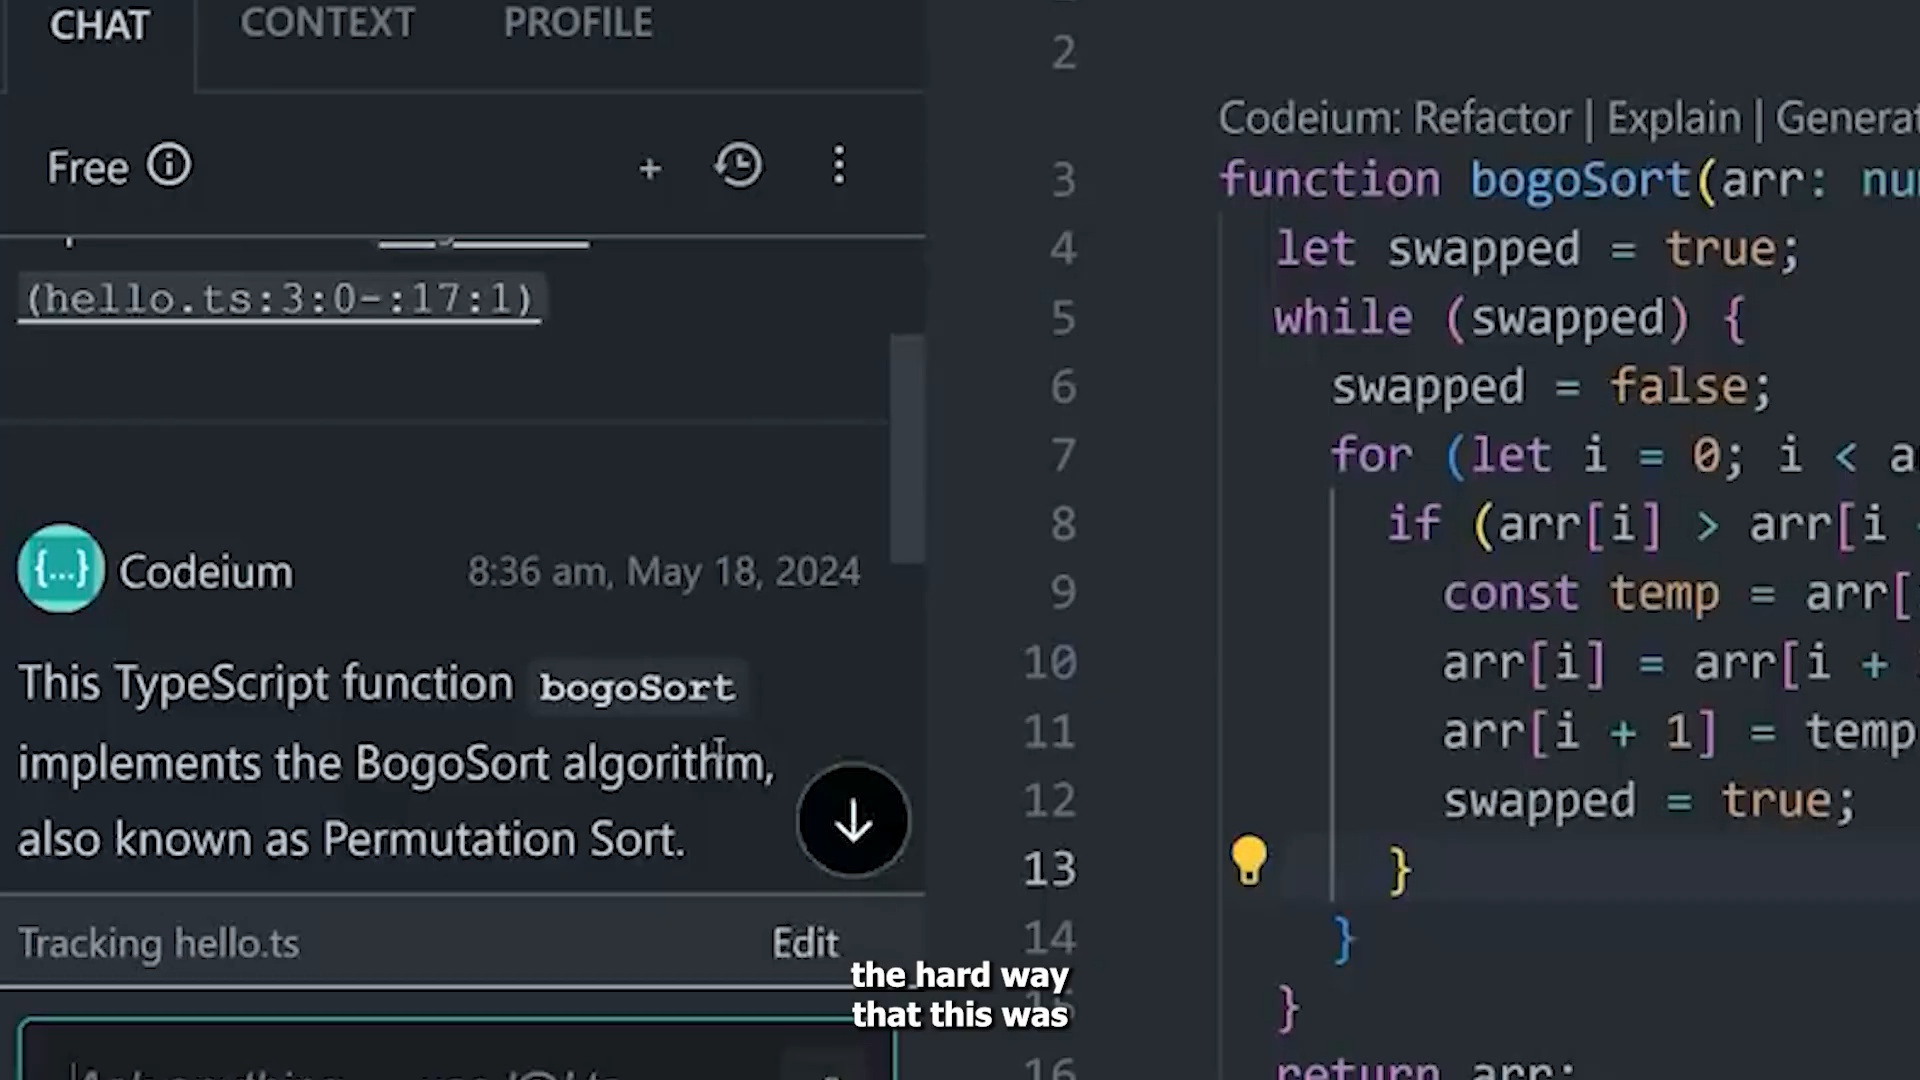 CHAT CONTEXT PROFILE
Free
(hello.ts:3:0-:17:1)
Codeium 8:36 am, May 18, 2024
This TypeScript function bogoSort
implements the BogoSort algorithm,
also known as Permutation Sort.
Tracking hello.ts Edit
2
Codeium: Refactor | Explain |
3 function bogoSort(arr:
4 let swapped = true;
5 while (swapped) {
6 swapped = false;
7 for (let i = 0; i <
8 if (arr[i] > arr[i
9 const temp = arr[
10 arr[i] = arr[i +
11 arr[i + 1] = temp
12 swapped = true;
13 }
14 }
}
16 return arr;
the hard way
that this was